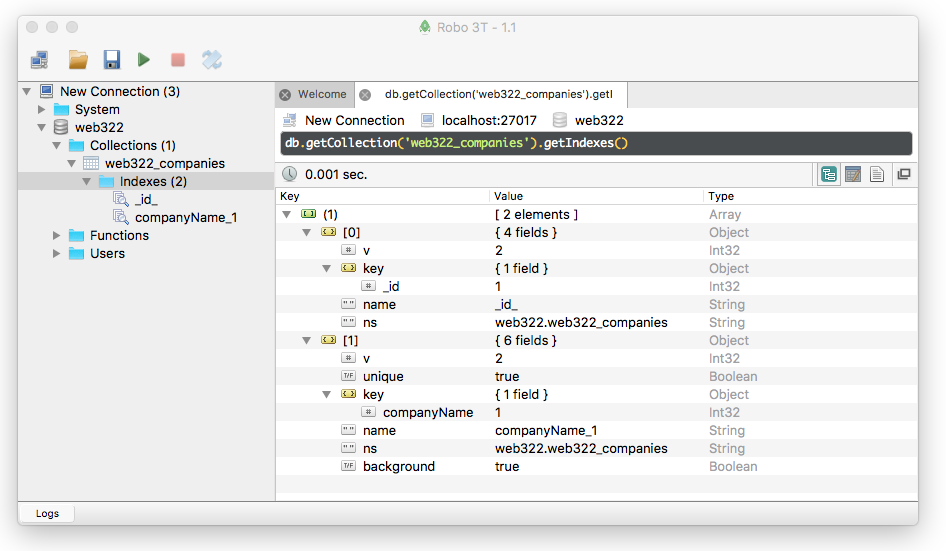 Robo 3T - 1.1
New Connection (3)
System
web322
Collections (1)
web322_companies
Indexes (2)
_id_
companyName_1
Functions
Users
Welcome
db.getCollection('web322_companies').getI
New Connection localhost:27017 web322
db.getCollection('web322_companies').getIndexes()
0.001 sec.
Key Value Type
(1) [ 2 elements ] Array
[0] { 4 fields } Object
# v 2 Int32
key { 1 field } Object
# _id 1 Int32
" " name _id_ String
" " ns web322.web322_companies String
[1] { 6 fields } Object
# v 2 Int32
T/F unique true Boolean
key { 1 field } Object
# companyName 1 Int32
" " name companyName_1 String
" " ns web322.web322_companies String
T/F background true Boolean
Logs